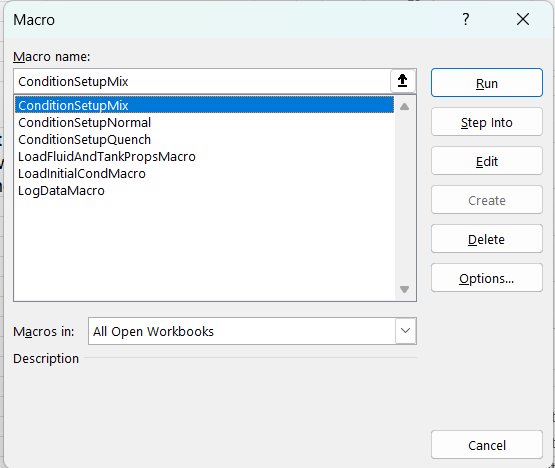 Macro
?
Macro name:
ConditionSetupMix
Run
ConditionSetupMix
ConditionSetupNormal
ConditionSetupQuench
LoadFluidAndTankPropsMacro
LoadInitialCondMacro
LogDataMacro
Step Into
Edit
Create
Delete
Options...
Macros in:
All Open Workbooks
Description
Cancel